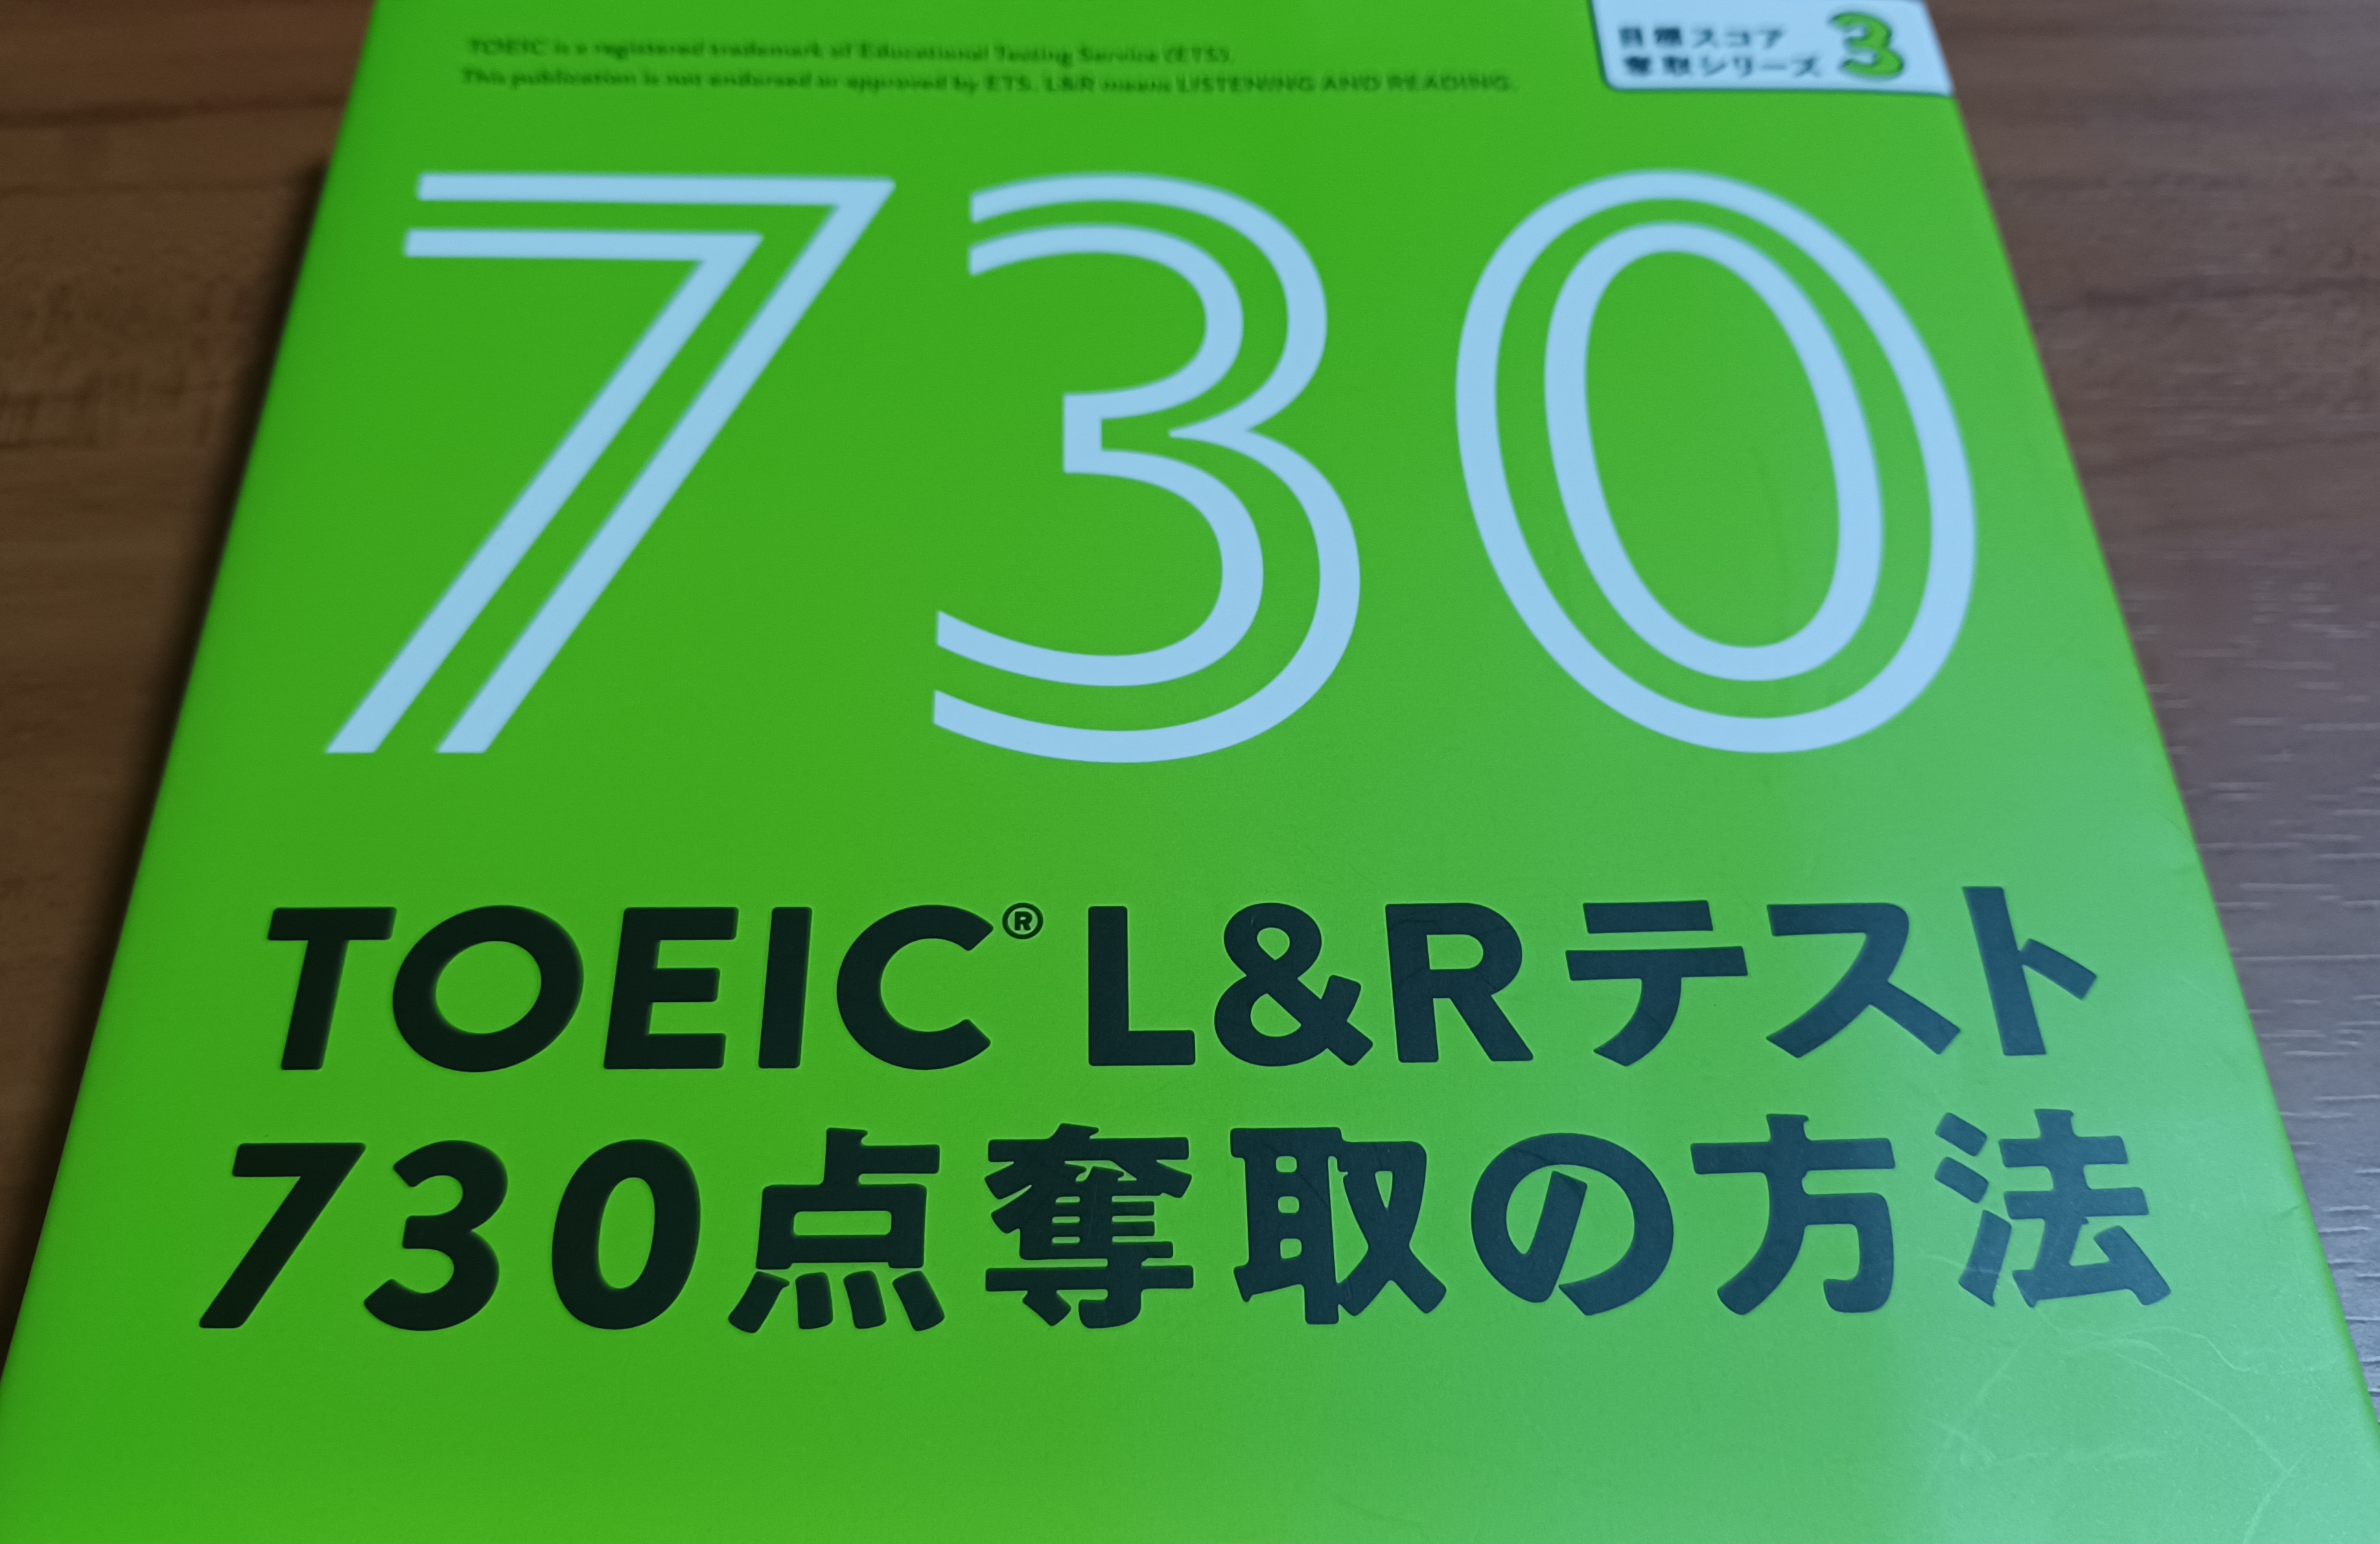 TOEIC is a registered trademark of Educational Testing Service (ETS).
This publication is not endorsed or approved by ETS. L&R means LISTENING AND READING.
目標スコア
奪取シリーズ 3
730
TOEIC® L&Rテスト
730点奪取の方法